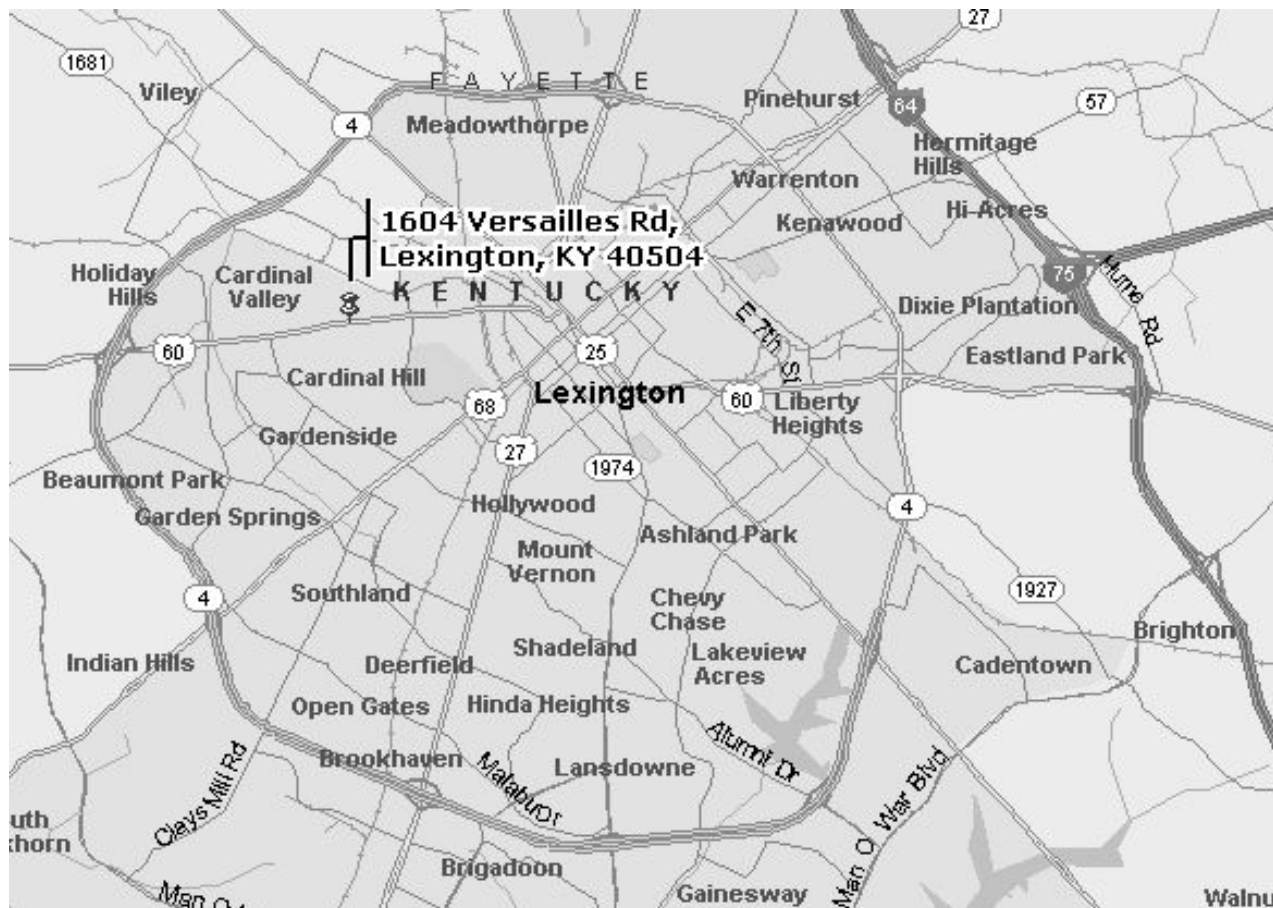 27
1681
Viley
F A Y E T T E
Pinehurst
64
57
4
Meadowthorpe
Hermitage
Hills
Warrenton
Hi-Acres
Kenawood
1604 Versailles Rd,
Lexington, KY 40504
Holiday
Hills
Cardinal
Valley
K E N T U C K Y
75
Hume Rd
Dixie Plantation
E 7th St
60
25
Eastland Park
Cardinal Hill
Lexington
68
60
Liberty
Heights
Gardenside
27
1974
Beaumont Park
Garden Springs
Hollywood
4
Ashland Park
Mount
Vernon
Southland
4
1927
Chevy
Chase
Brighton
Shadeland
Indian Hills
Deerfield
Lakeview
Acres
Cadentown
Open Gates
Hinda Heights
Alumni Dr
Brookhaven
Malabu Dr
Lansdowne
Clays Mill Rd
Man O War Blvd
Brigadoon
Gainesway
Man O